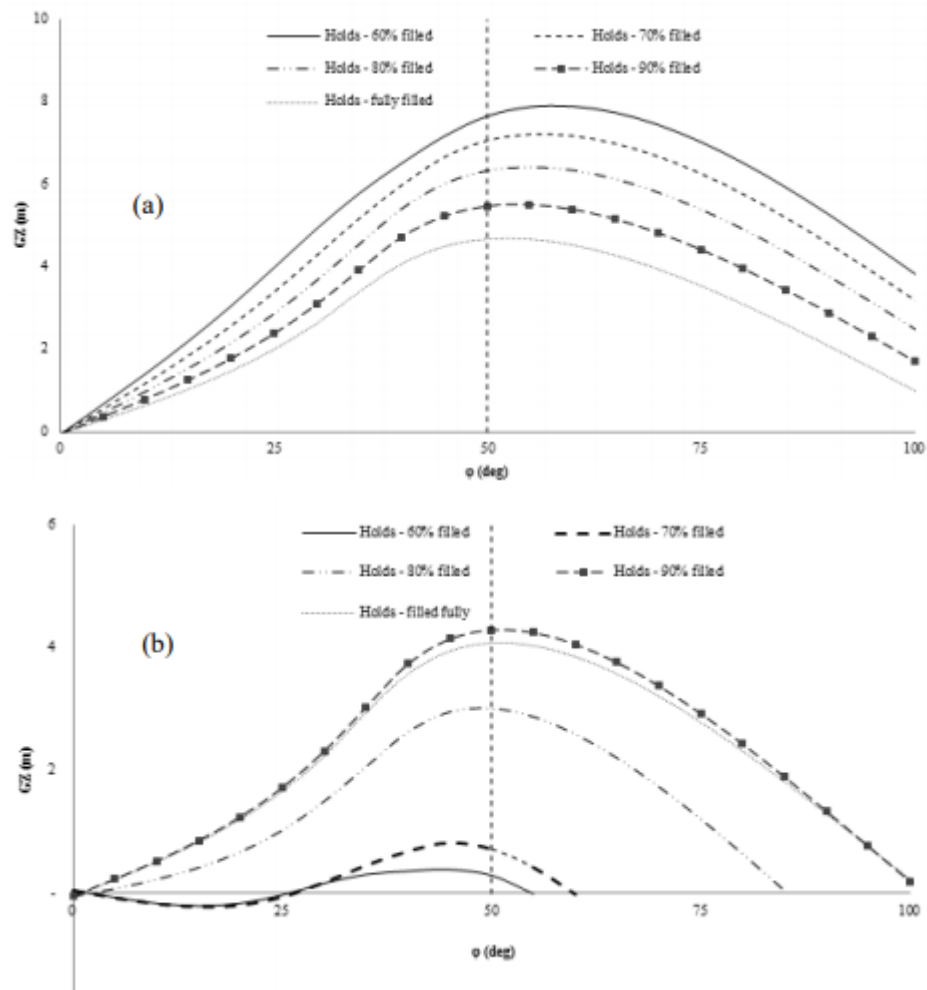 10
Holds - 60% filled
Holds - 70% filled
Holds - 80% filled
Holds - 90% filled
8
Holds - fully filled
6
(a)
GZ (m)
4
2
0
0 25 50 75 100
φ (deg)
6
Holds - 60% filled
Holds - 70% filled
Holds - 80% filled
Holds - 90% filled
Holds - filled fully
4
(b)
GZ (m)
2
-
0 25 50 75 100
φ (deg)